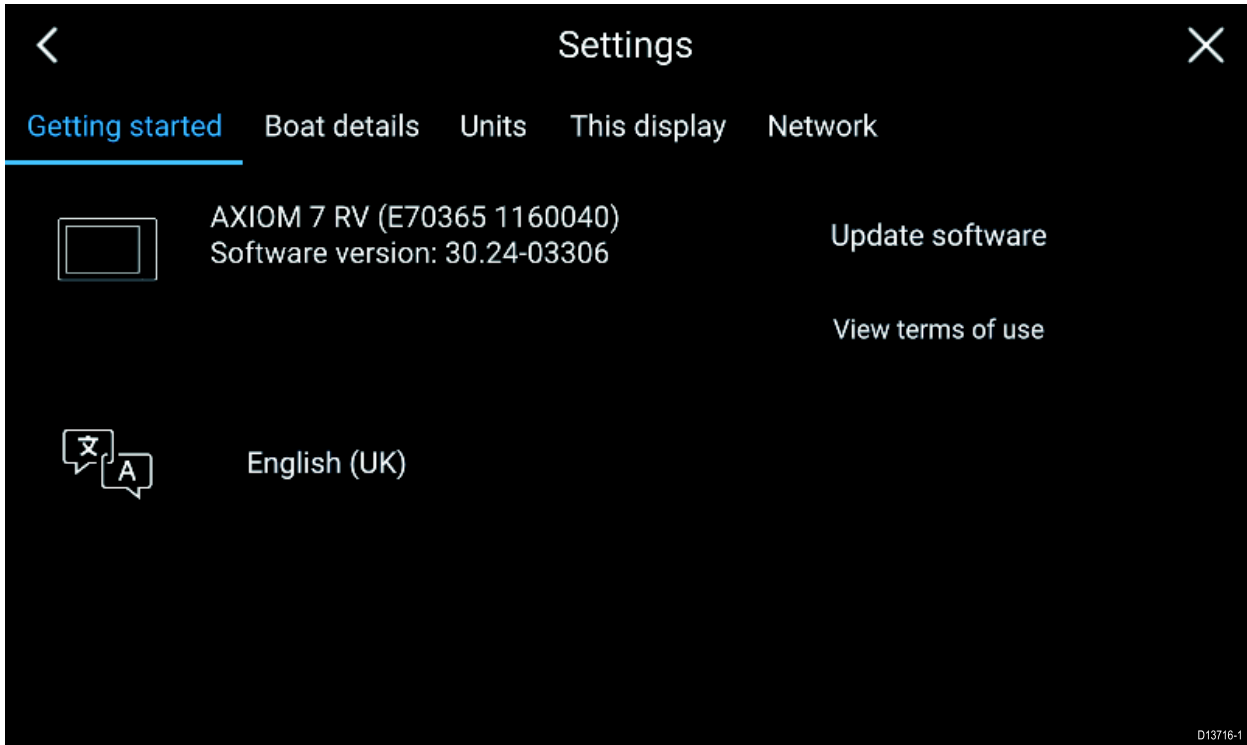 Settings
Getting started Boat details Units This display Network
AXIOM 7 RV (E70365 1160040)
Software version: 30.24-03306
Update software
View terms of use
文
A
English (UK)
D13716-1